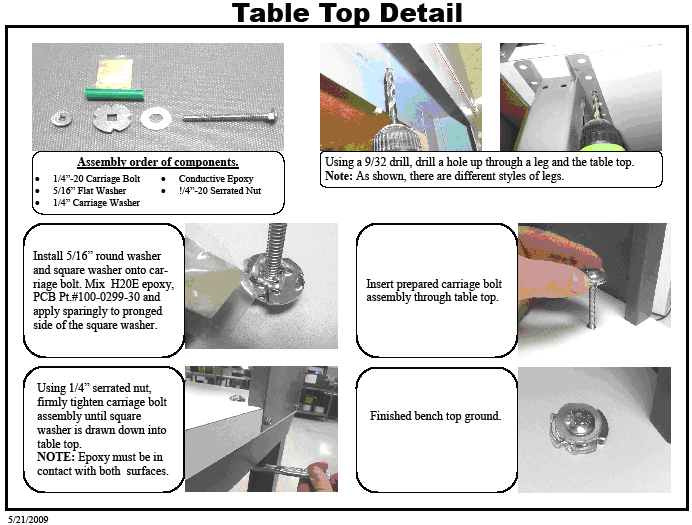 Table Top Detail
Assembly order of components.
• 1/4”-20 Carriage Bolt
• 5/16” Flat Washer
• 1/4” Carriage Washer
• Conductive Epoxy
• !/4”-20 Serrated Nut
Using a 9/32 drill, drill a hole up through a leg and the table top.
Note: As shown, there are different styles of legs.
Install 5/16” round washer
and square washer onto car-
riage bolt. Mix H20E epoxy,
PCB Pt.#100-0299-30 and
apply sparingly to pronged
side of the square washer.
Insert prepared carriage bolt
assembly through table top.
Using 1/4” serrated nut,
firmly tighten carriage bolt
assembly until square
washer is drawn down into
table top.
NOTE: Epoxy must be in
contact with both surfaces.
Finished bench top ground.
5/21/2009